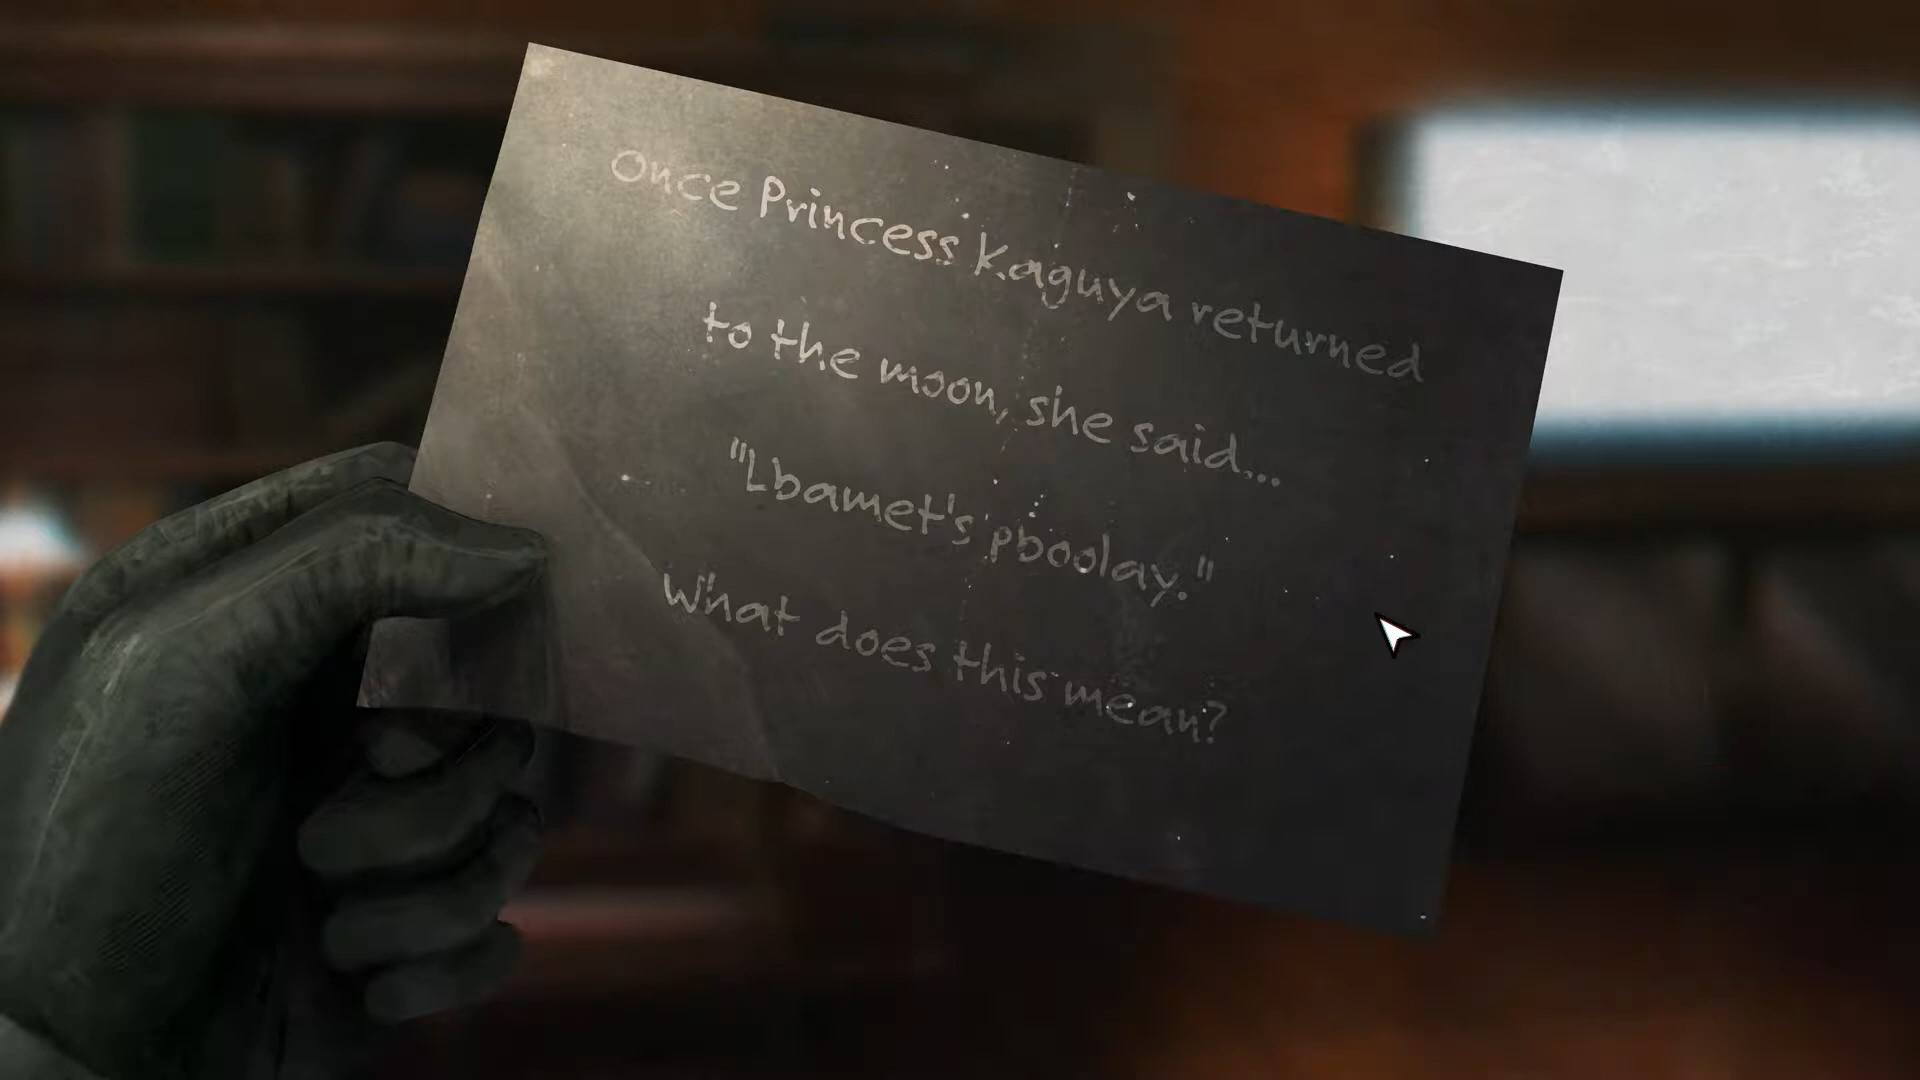 Once Princess Kaguya returned
to the moon, she said...
"Lbamet's pboolay."
What does this mean?